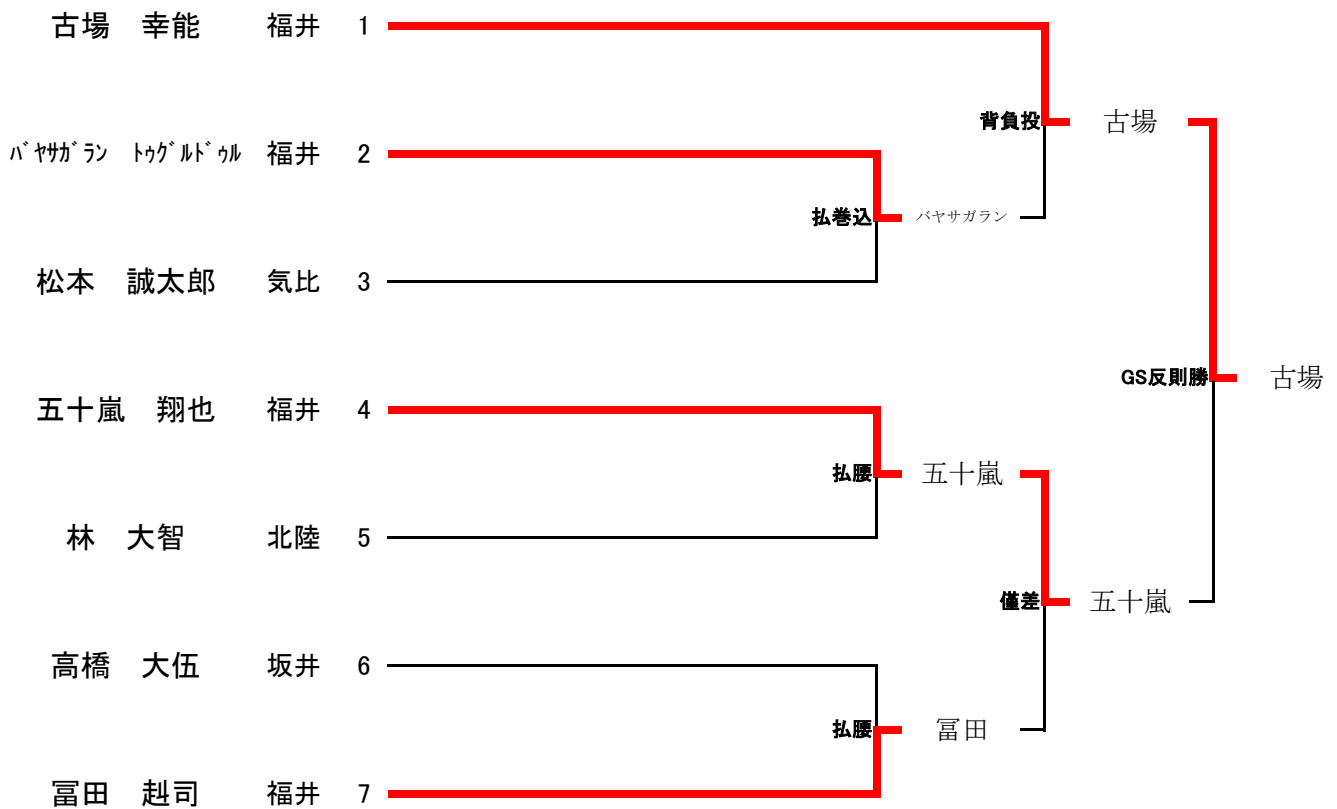 古場　幸能　福井　1
背負投　古場
ﾊﾞﾔｻｶﾞﾗﾝ　ﾄｩｸﾞﾙﾄﾞｩﾙ　福井　2
払巻込　バヤサガラン
松本　誠太郎　気比　3
GS反則勝　古場
五十嵐　翔也　福井　4
払腰　五十嵐
林　大智　北陸　5
僅差　五十嵐
高橋　大伍　坂井　6
払腰　冨田
冨田　赳司　福井　7